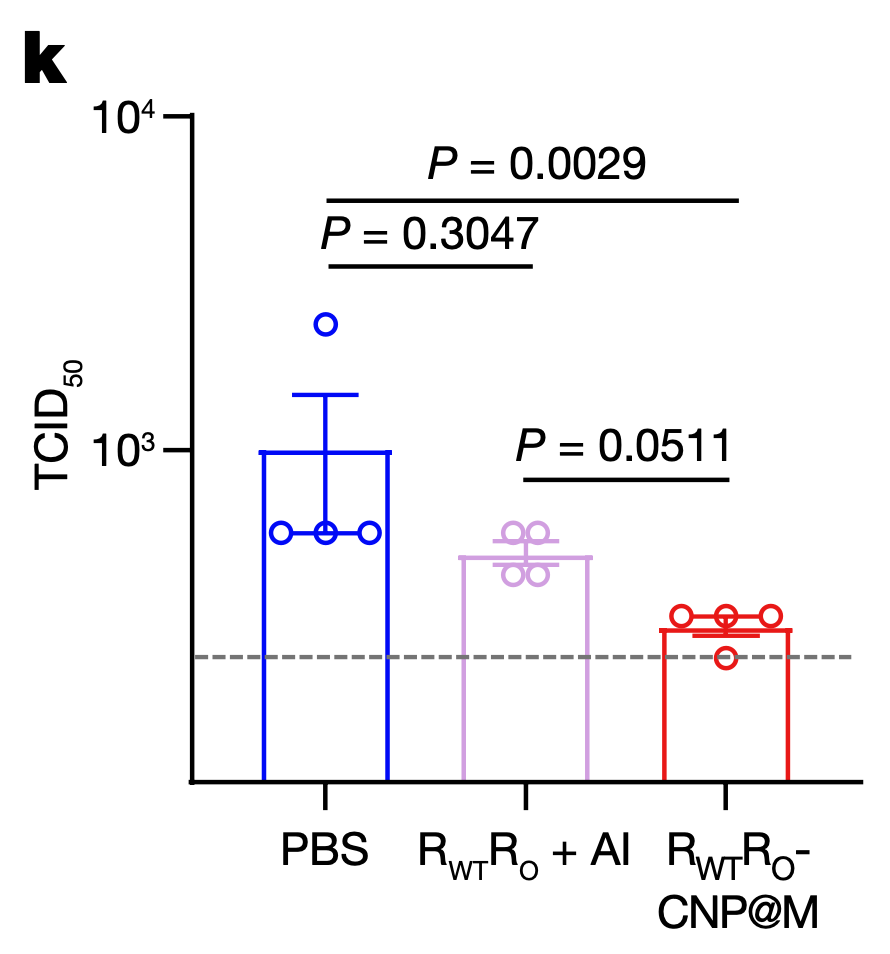 k
10⁴
P = 0.0029
P = 0.3047
TCID₅₀
10³
P = 0.0511
PBS
R_WTR_O + Al
R_WTR_O-
CNP@M